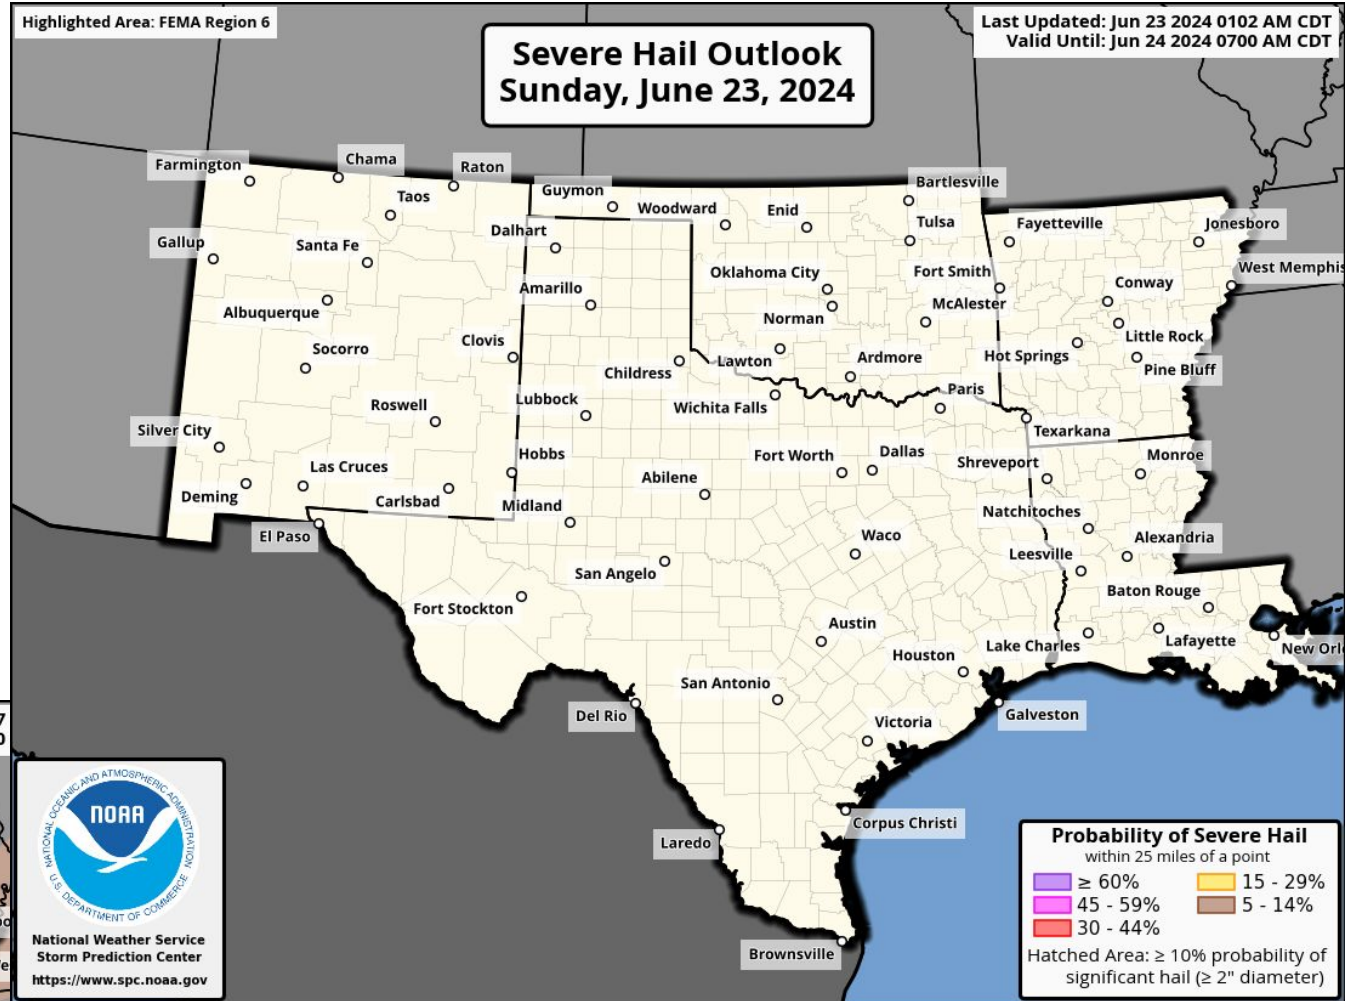 Highlighted Area: FEMA Region 6
Last Updated: Jun 23 2024 0102 AM CDT
Valid Until: Jun 24 2024 0700 AM CDT
Severe Hail Outlook
Sunday, June 23, 2024
Farmington
Chama
Raton
Taos
Guymon
Woodward
Enid
Bartlesville
Tulsa
Fayetteville
Jonesboro
Gallup
Santa Fe
Dalhart
Oklahoma City
Fort Smith
West Memphis
Albuquerque
Amarillo
Norman
McAlester
Conway
Socorro
Clovis
Childress
Lawton
Ardmore
Hot Springs
Little Rock
Pine Bluff
Roswell
Lubbock
Wichita Falls
Paris
Texarkana
Silver City
Las Cruces
Hobbs
Abilene
Fort Worth
Dallas
Shreveport
Monroe
Deming
Carlsbad
Midland
Natchitoches
El Paso
San Angelo
Waco
Leesville
Alexandria
Fort Stockton
Baton Rouge
Austin
Houston
Lake Charles
Lafayette
New Orl
San Antonio
Del Rio
Victoria
Galveston
Laredo
Corpus Christi
Brownsville
7
0
NATIONAL OCEANIC AND ATMOSPHERIC ADMINISTRATION
NOAA
U.S. DEPARTMENT OF COMMERCE
National Weather Service
Storm Prediction Center
https://www.spc.noaa.gov
Probability of Severe Hail
within 25 miles of a point
≥ 60%
15 - 29%
45 - 59%
5 - 14%
30 - 44%
Hatched Area: ≥ 10% probability of
significant hail (≥ 2" diameter)